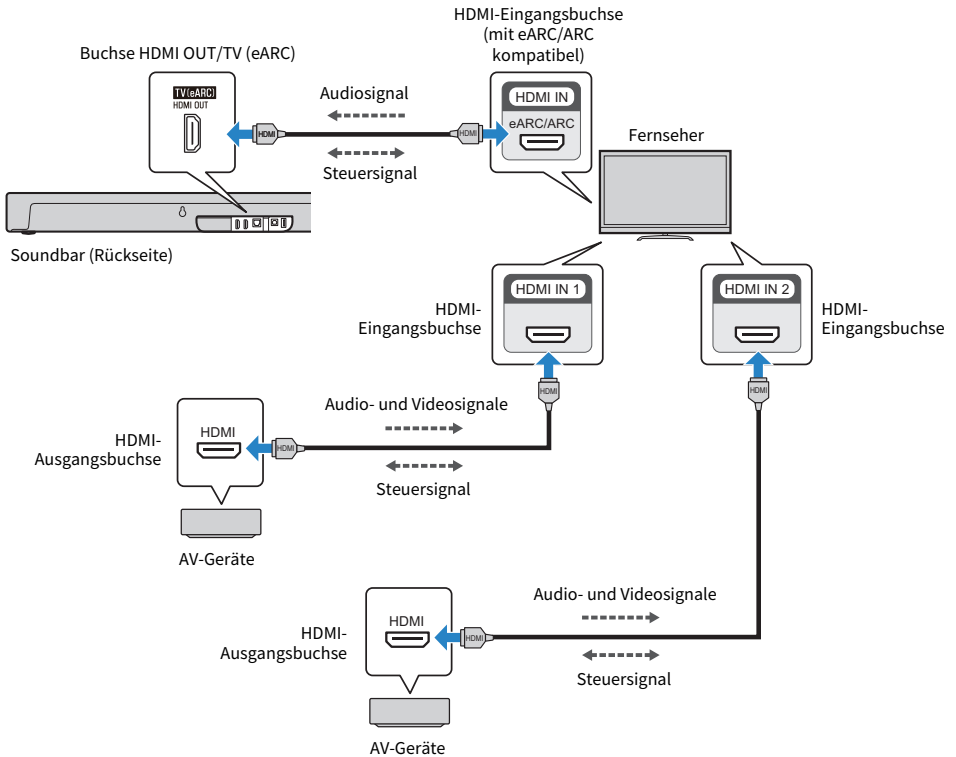 HDMI-Eingangsbuchse
(mit eARC/ARC
kompatibel)
Buchse HDMI OUT/TV (eARC)
TV(eARC)
HDMI OUT
HDMI
Audiosignal
Steuersignal
HDMI
HDMI IN
eARC/ARC
Fernseher
Soundbar (Rückseite)
HDMI-
Eingangsbuchse
HDMI IN 1
HDMI IN 2
HDMI-
Eingangsbuchse
HDMI
HDMI
HDMI-
Ausgangsbuchse
HDMI
HDMI
Audio- und Videosignale
Steuersignal
AV-Geräte
HDMI-
Ausgangsbuchse
HDMI
HDMI
Audio- und Videosignale
Steuersignal
AV-Geräte